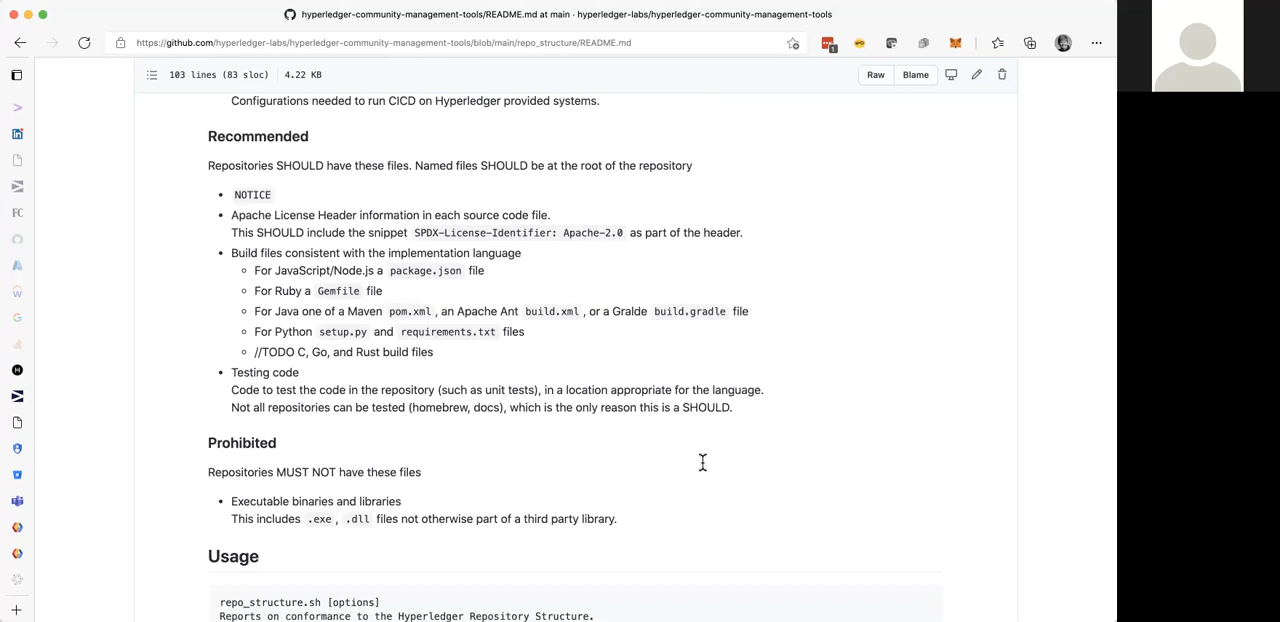 hyperledger-community-management-tools/README.md at main · hyperledger-labs/hyperledger-community-management-tools
https://github.com/hyperledger-labs/hyperledger-community-management-tools/blob/main/repo_structure/README.md
103 lines (83 sloc) 4.22 KB
Raw Blame
Configurations needed to run CICD on Hyperledger provided systems.
Recommended
Repositories SHOULD have these files. Named files SHOULD be at the root of the repository
• NOTICE
• Apache License Header information in each source code file.
This SHOULD include the snippet SPDX-License-Identifier: Apache-2.0 as part of the header.
• Build files consistent with the implementation language
◦ For JavaScript/Node.js a package.json file
◦ For Ruby a Gemfile file
◦ For Java one of a Maven pom.xml, an Apache Ant build.xml, or a Gralde build.gradle file
◦ For Python setup.py and requirements.txt files
◦ //TODO C, Go, and Rust build files
• Testing code
Code to test the code in the repository (such as unit tests), in a location appropriate for the language.
Not all repositories can be tested (homebrew, docs), which is the only reason this is a SHOULD.
Prohibited
Repositories MUST NOT have these files
• Executable binaries and libraries
This includes .exe, .dll files not otherwise part of a third party library.
Usage
repo_structure.sh [options]
Reports on conformance to the Hyperledger Repository Structure.